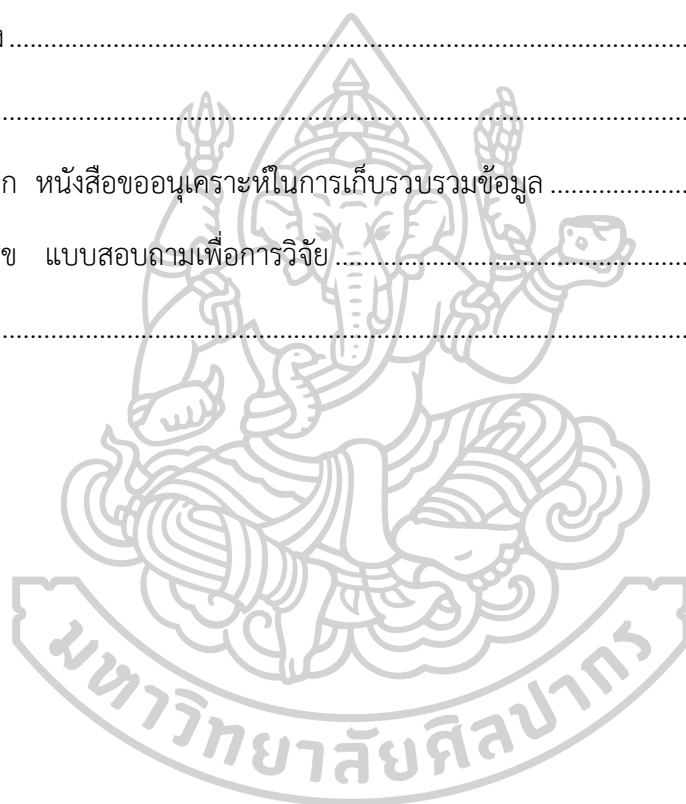 .....................................................................................................
.....................................................................................................
ก หนังสือขออนุเคราะห์ในการเก็บรวบรวมข้อมูล ....................
ข แบบสอบถามเพื่อการวิจัย ....................................................
.....................................................................................................
มหาวิทยาลัยศิลปากร